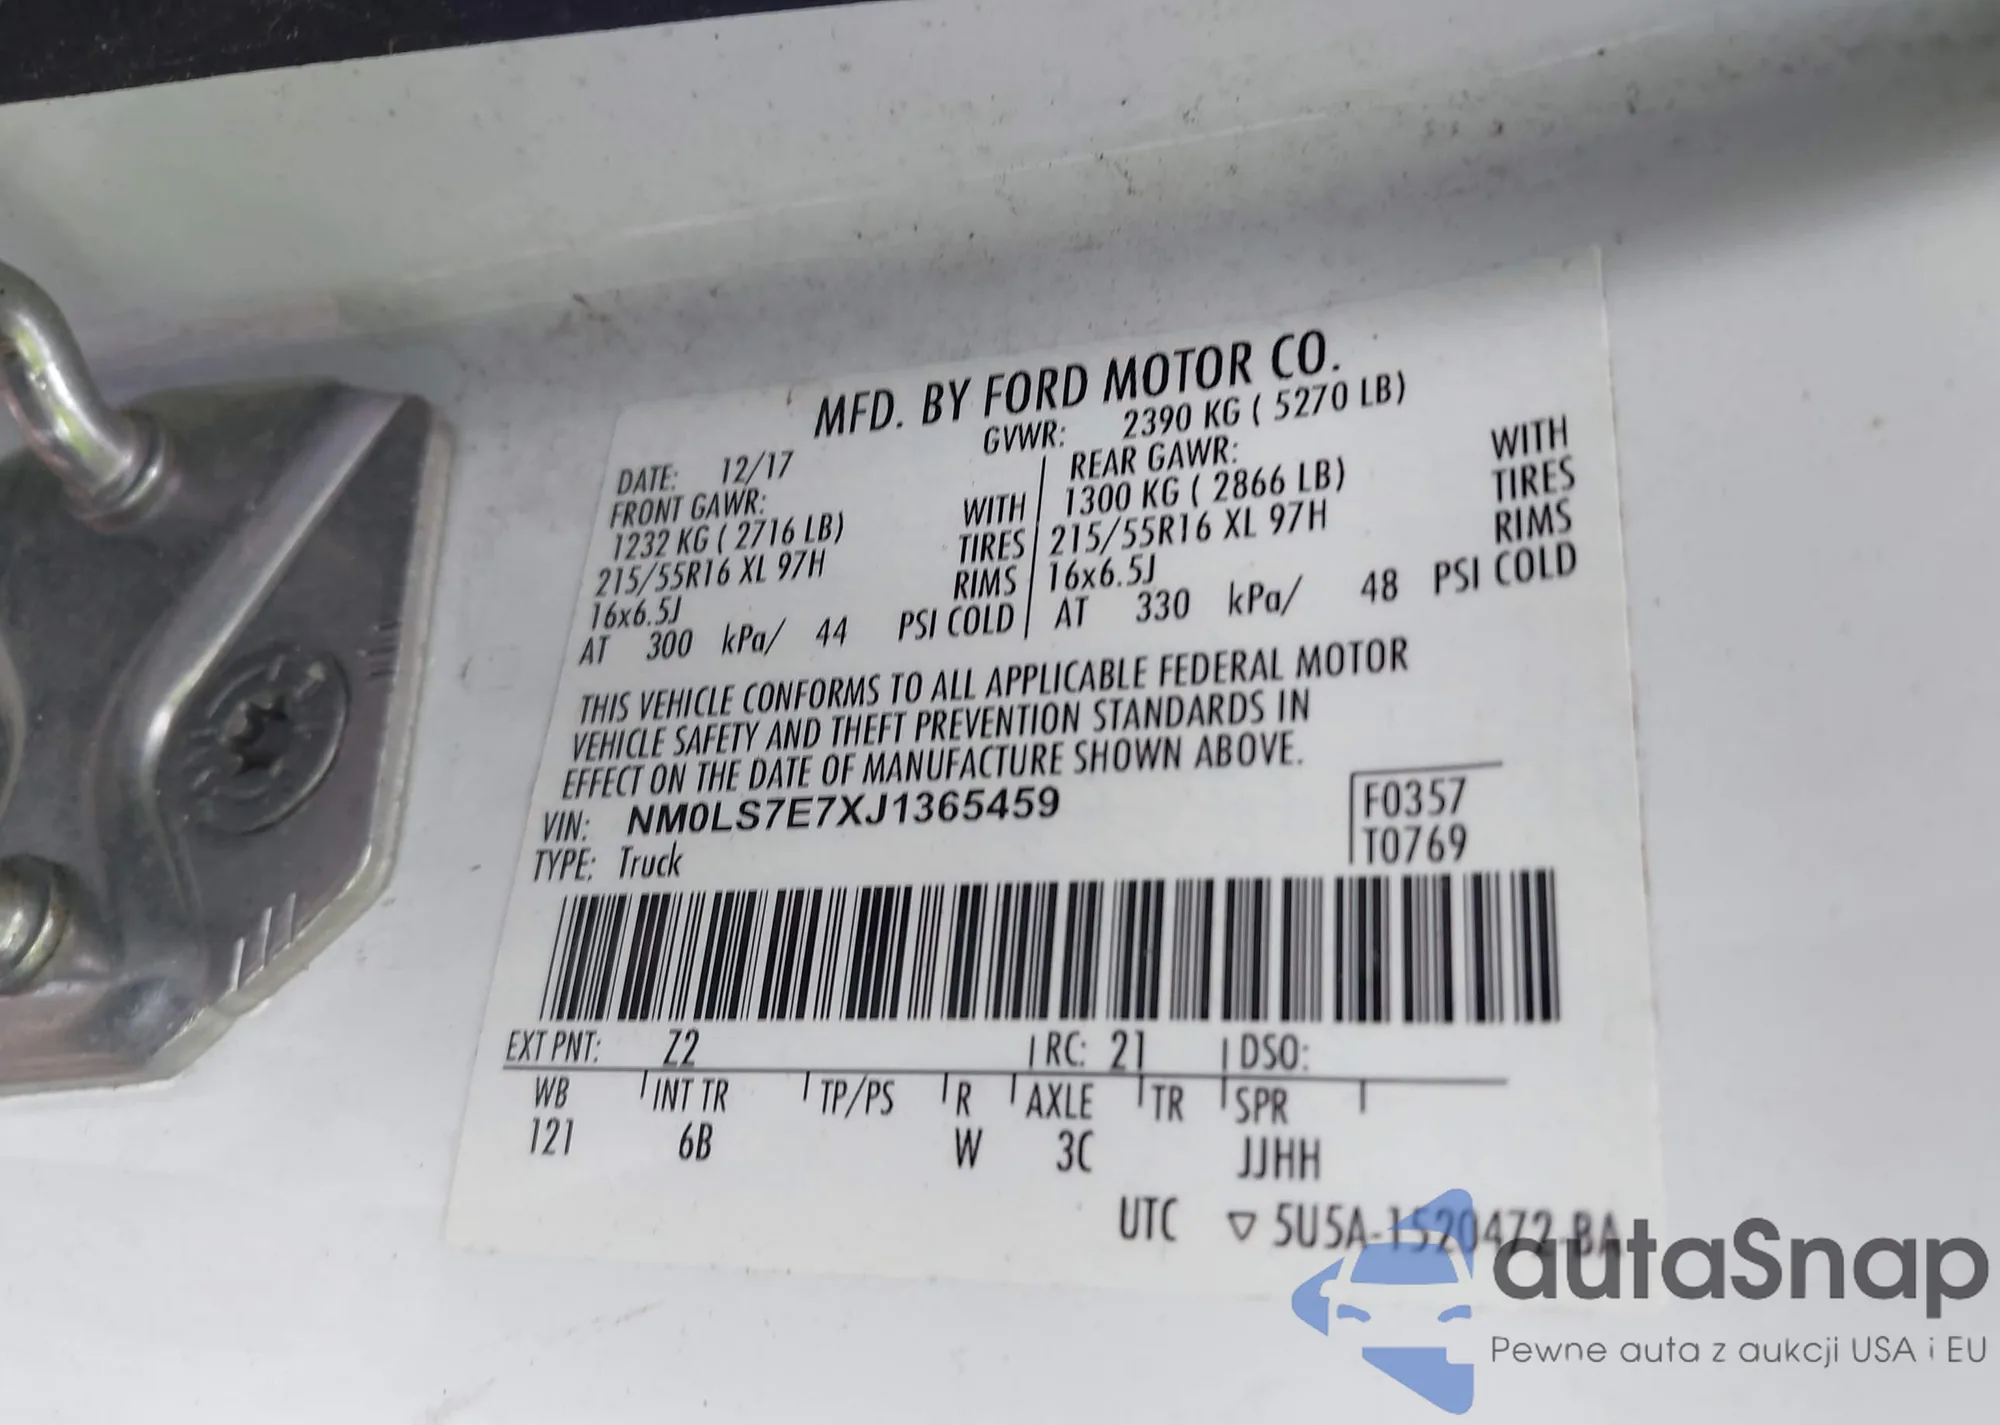 MFD. BY FORD MOTOR CO.
DATE: 12/17 GVWR: 2390 KG ( 5270 LB)
FRONT GAWR: REAR GAWR:
1232 KG ( 2716 LB) WITH 1300 KG ( 2866 LB) WITH
215/55R16 XL 97H TIRES 215/55R16 XL 97H TIRES
16x6.5J RIMS 16x6.5J RIMS
AT 300 kPa/ 44 PSI COLD AT 330 kPa/ 48 PSI COLD
THIS VEHICLE CONFORMS TO ALL APPLICABLE FEDERAL MOTOR
VEHICLE SAFETY AND THEFT PREVENTION STANDARDS IN
EFFECT ON THE DATE OF MANUFACTURE SHOWN ABOVE.
VIN: NM0LS7E7XJ1365459 F0357
TYPE: Truck T0769
EXT PNT: Z2 RC: 21 DSO:
WB INT TR TP/PS R AXLE TR SPR
121 6B W 3C JJHH
UTC ▽ 5U5A-1520472-BA
autaSnap
Pewne auta z aukcji USA i EU